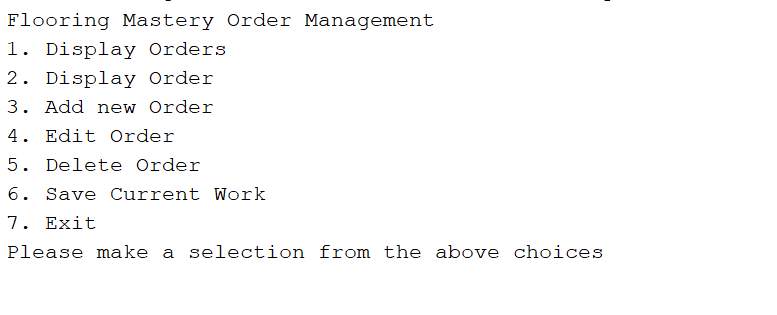 Flooring Mastery Order Management
1. Display Orders
2. Display Order
3. Add new Order
4. Edit Order
5. Delete Order
6. Save Current Work
7. Exit
Please make a selection from the above choices